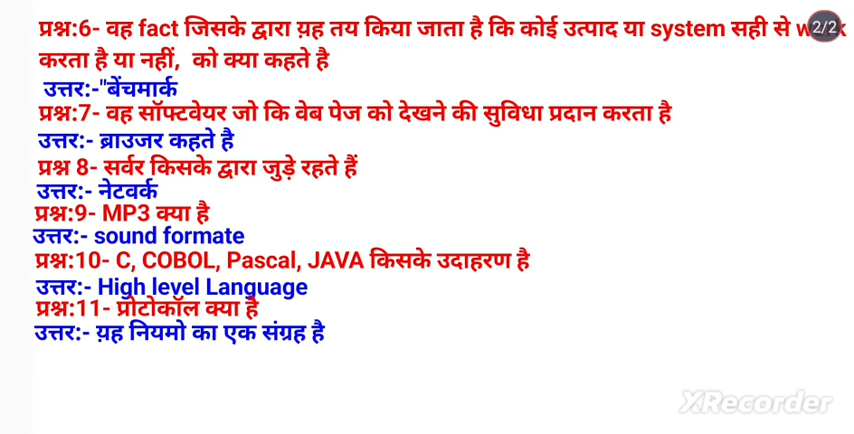 प्रश्न:6- वह fact जिसके द्वारा य़ह तय किया जाता है कि कोई उत्पाद या system सही से
2/2
करता है या नहीं, को क्या कहते है
उत्तर:-"बेंचमार्क
प्रश्न:7- वह सॉफ्टवेयर जो कि वेब पेज को देखने की सुविधा प्रदान करता है
उत्तर:- ब्राउजर कहते है
प्रश्न 8- सर्वर किसके द्वारा जुड़े रहते हैं
उत्तर:- नेटवर्क
प्रश्न:9- MP3 क्या है
उत्तर:- sound formate
प्रश्न:10- C, COBOL, Pascal, JAVA किसके उदाहरण है
उत्तर:- High level Language
प्रश्न:11- प्रोटोकॉल क्या है
उत्तर:- य़ह नियमो का एक संग्रह है
XRecorder